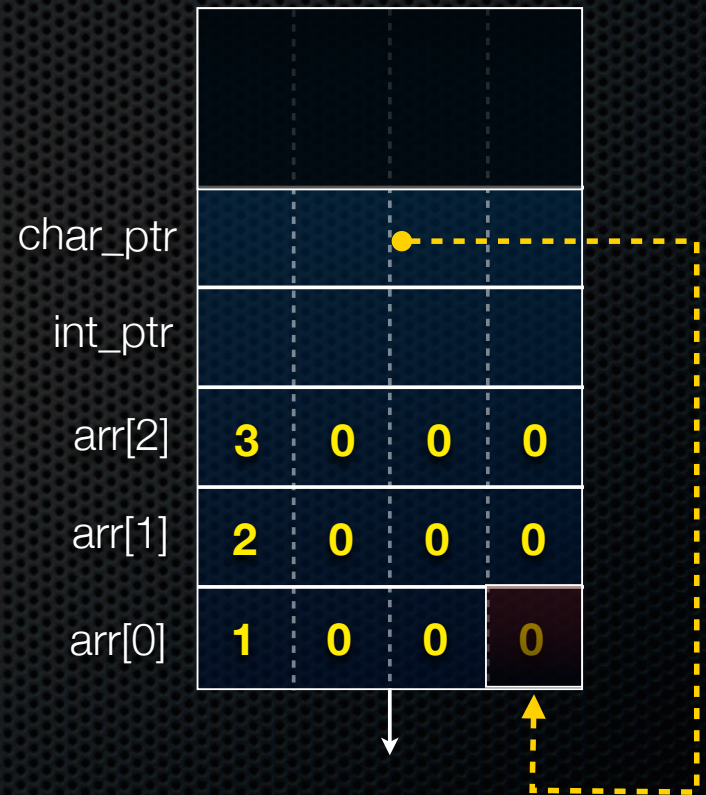 char_ptr
int_ptr
arr[2] 3 0 0 0
arr[1] 2 0 0 0
arr[0] 1 0 0 0